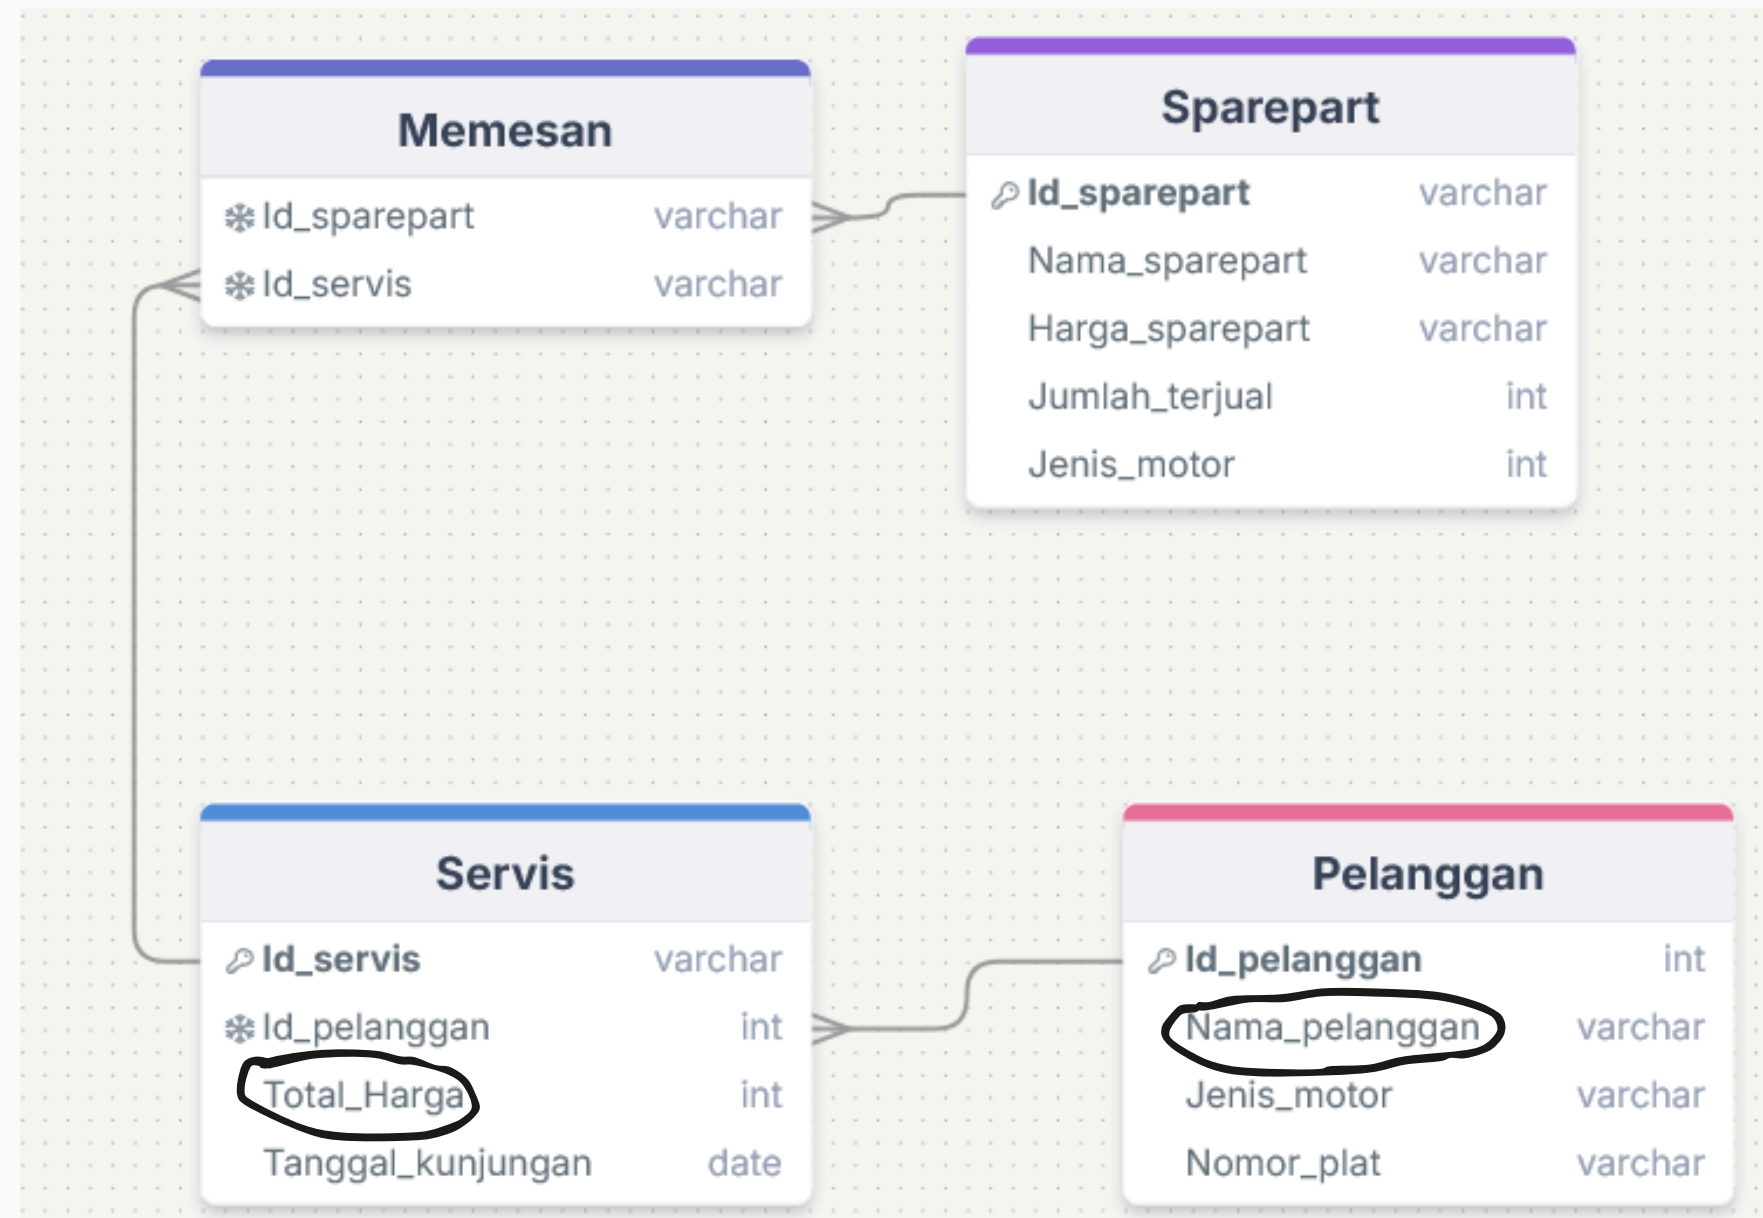 Memesan
Id_sparepart varchar
Id_servis varchar
Sparepart
Id_sparepart varchar
Nama_sparepart varchar
Harga_sparepart varchar
Jumlah_terjual int
Jenis_motor int
Servis
Id_servis varchar
Id_pelanggan int
Total_Harga int
Tanggal_kunjungan date
Pelanggan
Id_pelanggan int
Nama_pelanggan varchar
Jenis_motor varchar
Nomor_plat varchar